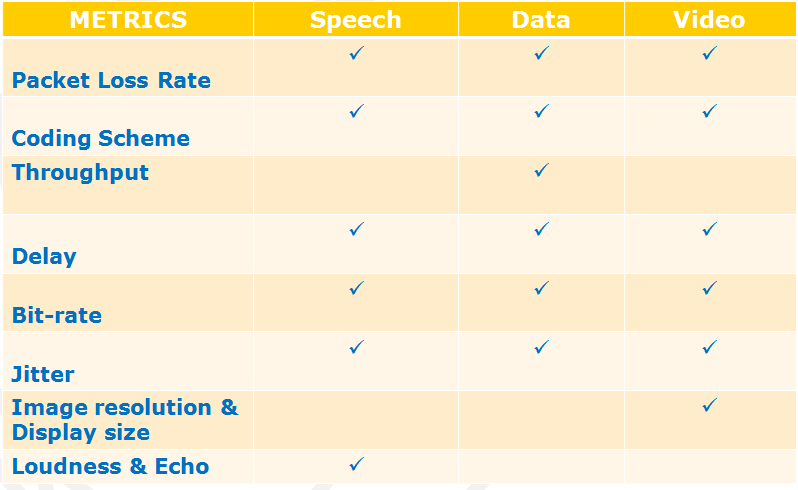 METRICS Speech Data Video
✓ ✓ ✓
Packet Loss Rate
✓ ✓ ✓
Coding Scheme
Throughput ✓
✓ ✓ ✓
Delay
✓ ✓ ✓
Bit-rate
✓ ✓ ✓
Jitter
Image resolution & ✓
Display size
Loudness & Echo ✓